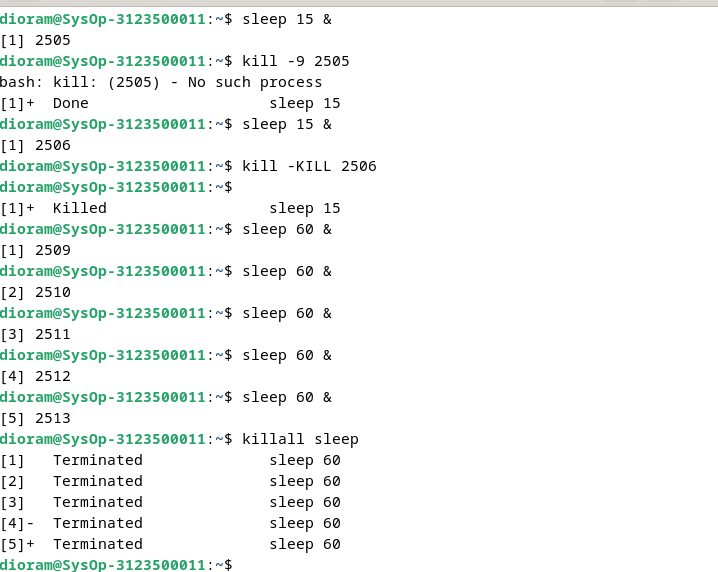 dioram@SysOp-3123500011:~$ sleep 15 &
[1] 2505
dioram@SysOp-3123500011:~$ kill -9 2505
bash: kill: (2505) - No such process
[1]+  Done                    sleep 15
dioram@SysOp-3123500011:~$ sleep 15 &
[1] 2506
dioram@SysOp-3123500011:~$ kill -KILL 2506
dioram@SysOp-3123500011:~$
[1]+  Killed                  sleep 15
dioram@SysOp-3123500011:~$ sleep 60 &
[1] 2509
dioram@SysOp-3123500011:~$ sleep 60 &
[2] 2510
dioram@SysOp-3123500011:~$ sleep 60 &
[3] 2511
dioram@SysOp-3123500011:~$ sleep 60 &
[4] 2512
dioram@SysOp-3123500011:~$ sleep 60 &
[5] 2513
dioram@SysOp-3123500011:~$ killall sleep
[1]   Terminated              sleep 60
[2]   Terminated              sleep 60
[3]   Terminated              sleep 60
[4]-  Terminated              sleep 60
[5]+  Terminated              sleep 60
dioram@SysOp-3123500011:~$